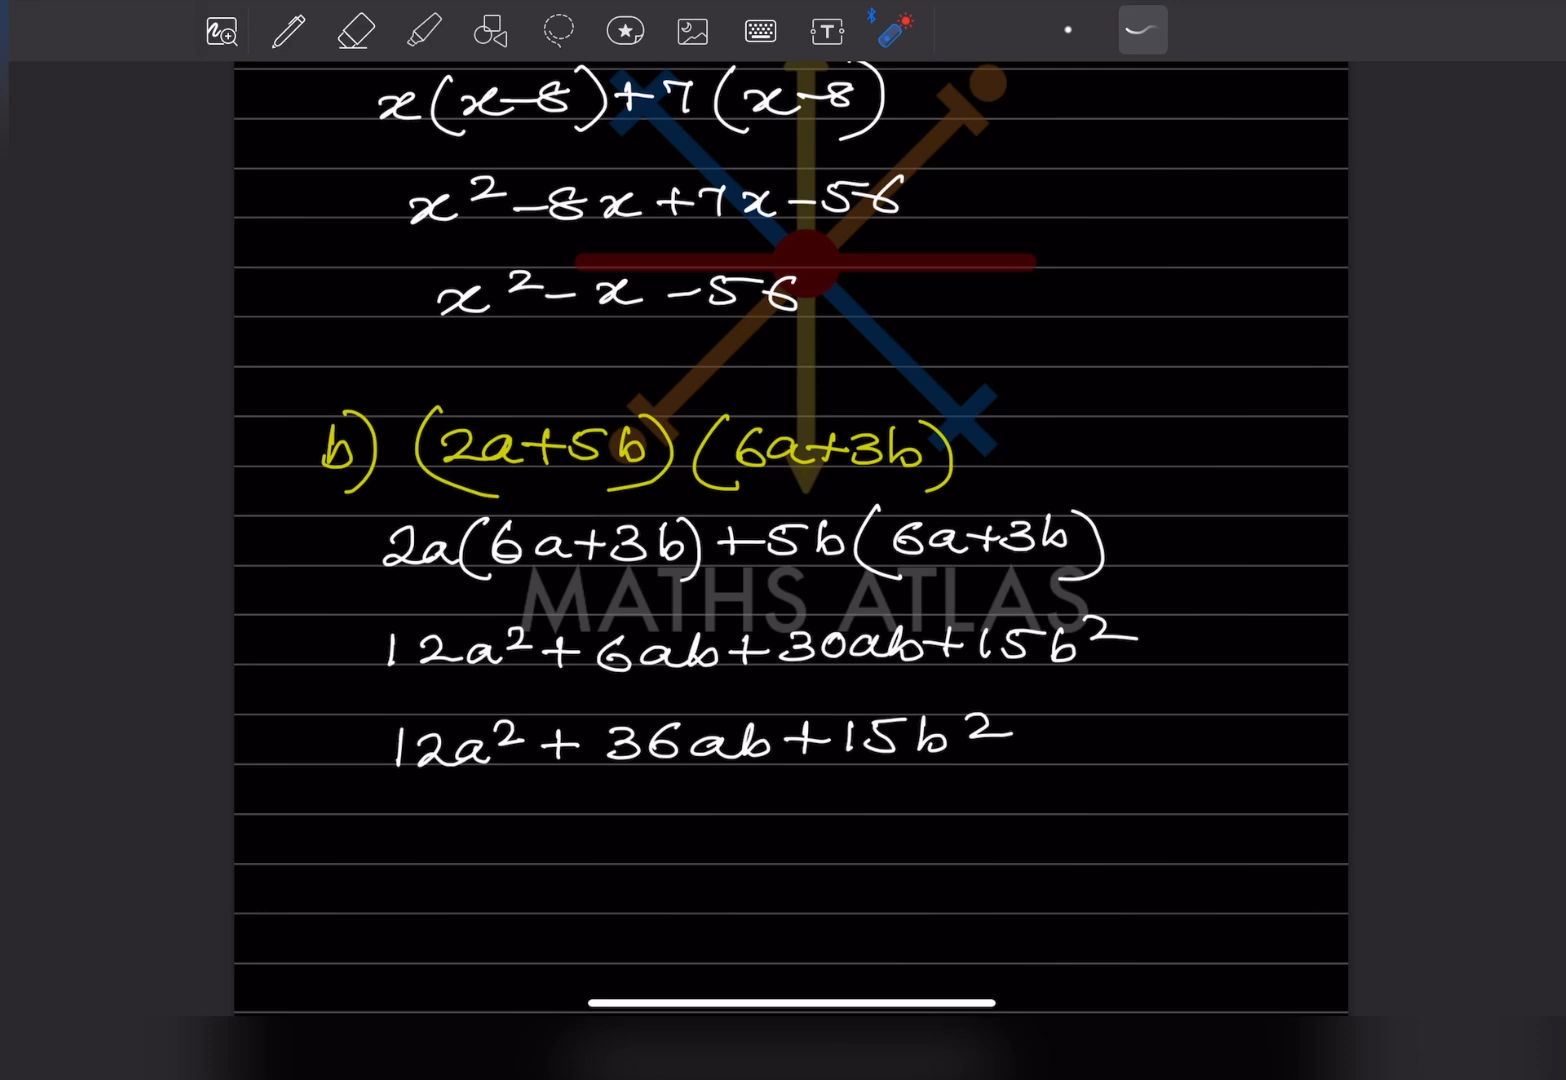 x(x-8)+7(x-8)
x²-8x+7x-56
x²-x-56
b) (2a+5b)(6a+3b)
2a(6a+3b)+5b(6a+3b)
MATHS ATLAS
12a²+6ab+30ab+15b²
12a²+36ab+15b²